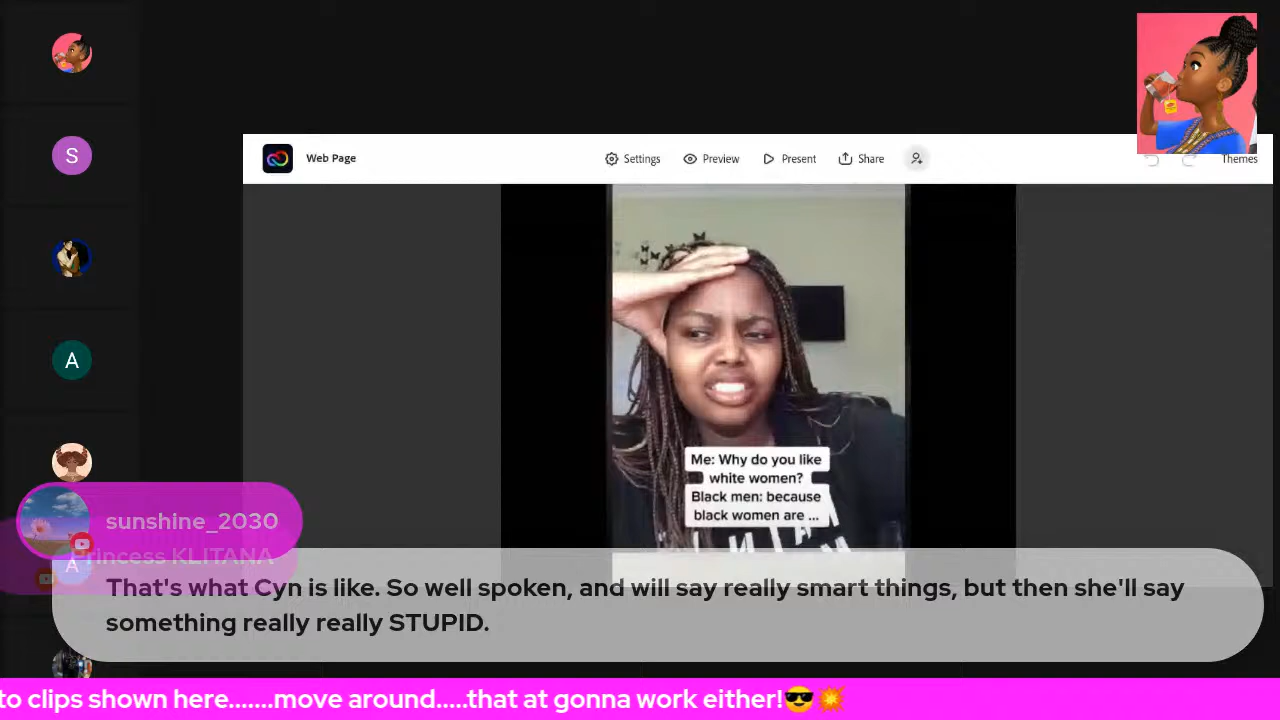 Web Page
Settings
Preview
Present
Share
Themes
S
A
Me: Why do you like
white women?
Black men: because
black women are ...
sunshine_2030
Princess KLITANA
A
That's what Cyn is like. So well spoken, and will say really smart things, but then she'll say
something really really STUPID.
to clips shown here.......move around.....that at gonna work either!😎💥